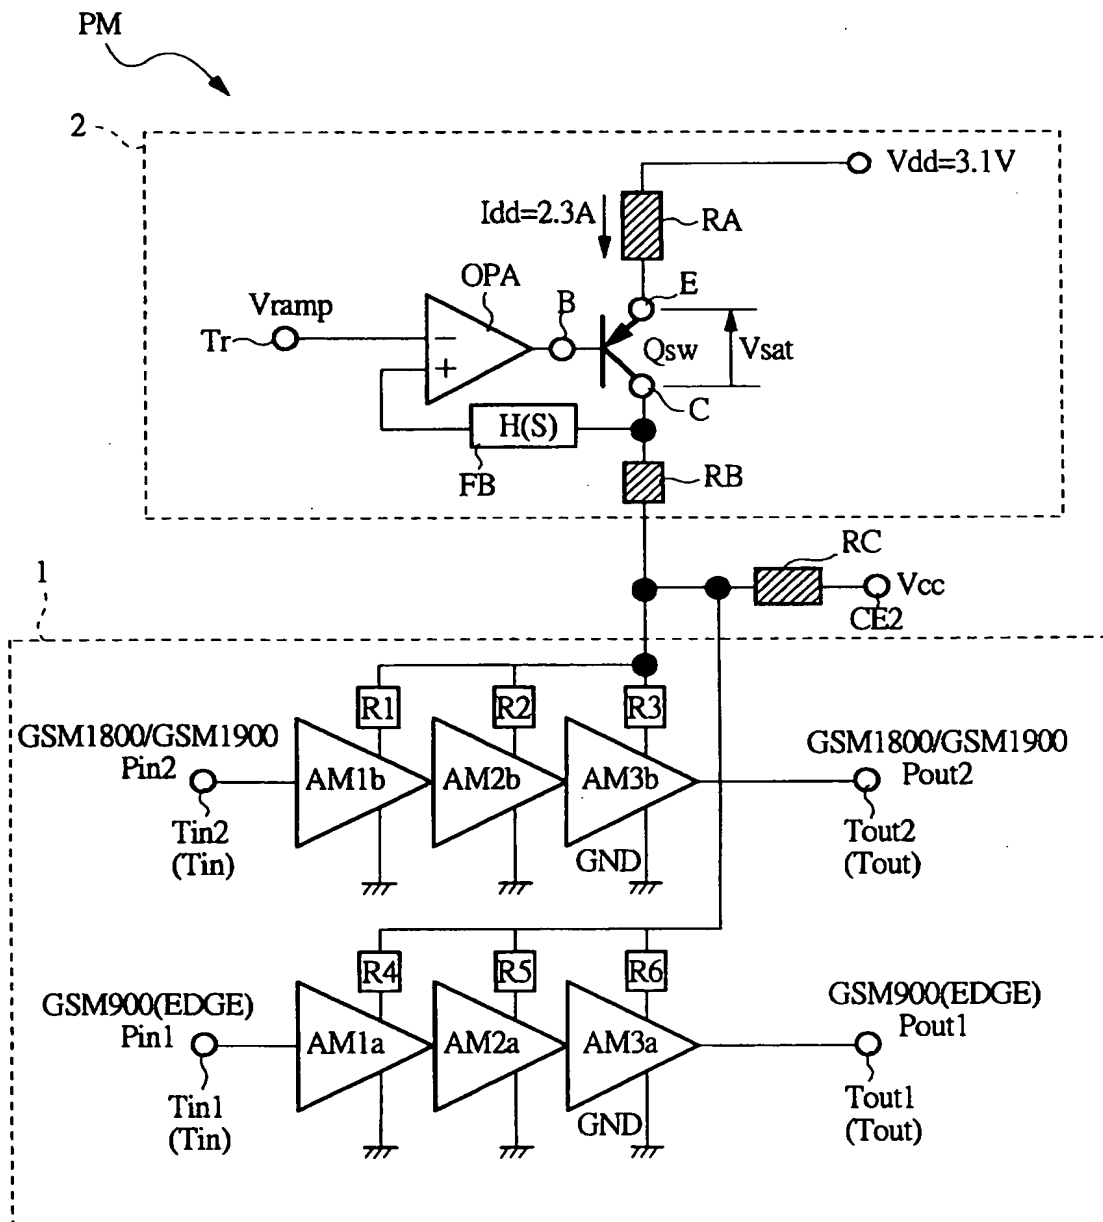 PM
2
Vdd=3.1V
Idd=2.3A
RA
OPA
E
Vramp
B
Tr
−
Qsw
Vsat
+
C
H(S)
FB
RB
RC
1
Vcc
CE2
R1
R2
R3
GSM1800/GSM1900
GSM1800/GSM1900
Pin2
AM1b
AM2b
AM3b
Pout2
Tin2
(Tin)
Tout2
(Tout)
GND
R4
R5
R6
GSM900(EDGE)
GSM900(EDGE)
Pin1
AM1a
AM2a
AM3a
Pout1
Tin1
(Tin)
Tout1
(Tout)
GND